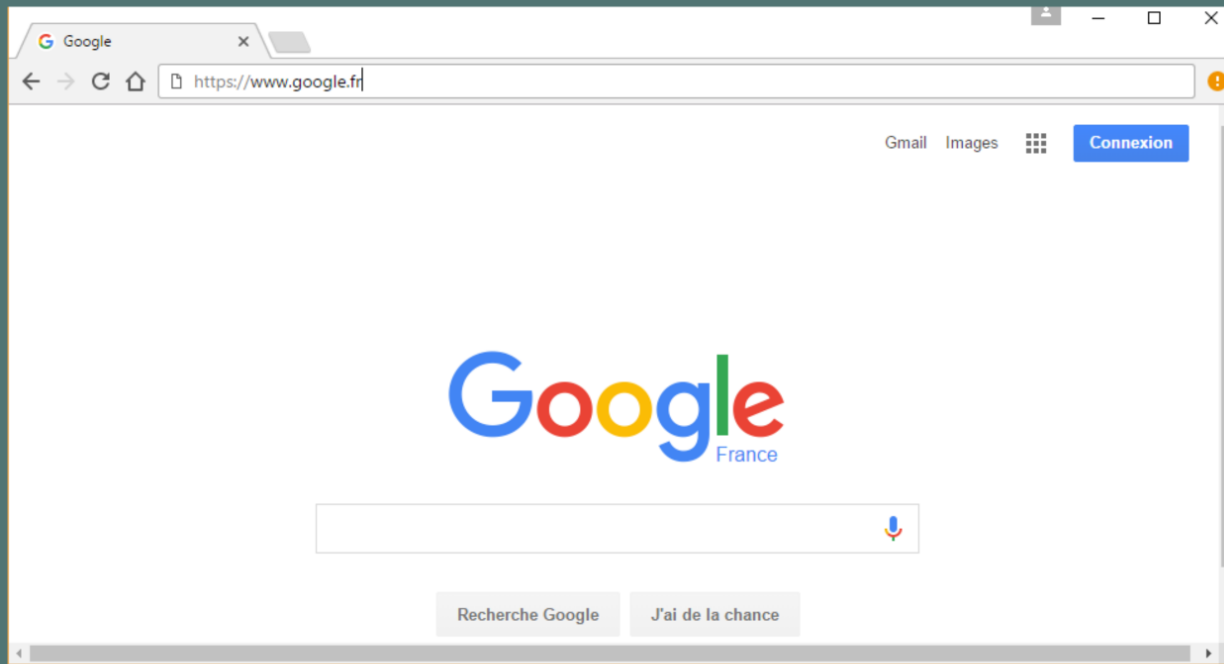 Google
https://www.google.fr
Gmail Images Connexion
Google
France
Recherche Google J'ai de la chance